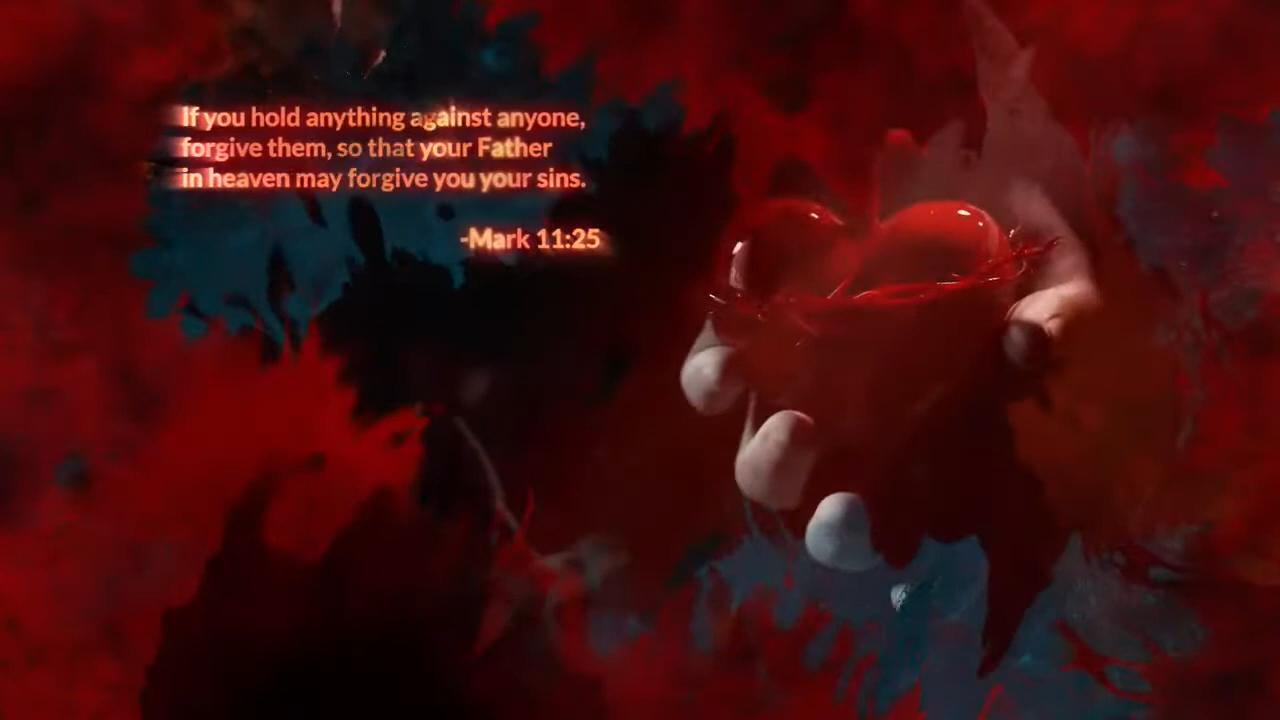 If you hold anything against anyone,
forgive them, so that your Father
in heaven may forgive you your sins.
-Mark 11:25